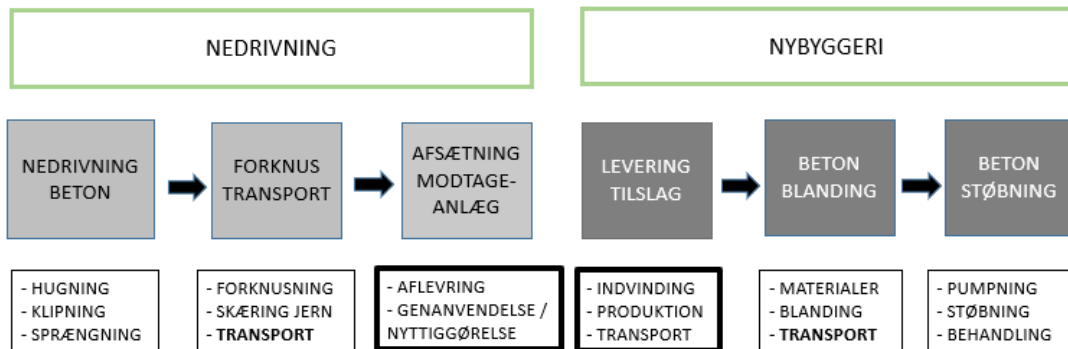 NEDRIVNING
NYBYGGERI
NEDRIVNING
BETON
FORKNUS
TRANSPORT
AFSÆTNING
MODTAGE-
ANLÆG
LEVERING
TILSLAG
BETON
BLANDING
BETON
STØBNING
- HUGNING
- KLIPNING
- SPRÆNGNING
- FORKNUSNING
- SKÆRING JERN
- TRANSPORT
- AFLEVRING
- GENANVENDELSE /
NYTTIGGØRELSE
- INDVINDING
- PRODUKTION
- TRANSPORT
- MATERIALER
- BLANDING
- TRANSPORT
- PUMPNING
- STØBNING
- BEHANDLING